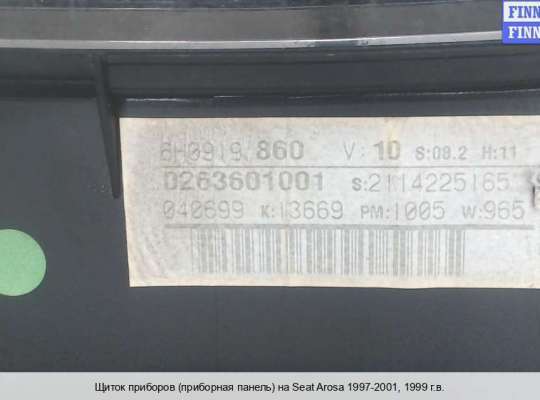 FINN
FINN
6H0919 860 V:10 S:08.2 H:11
0263601001 S:2114225165
040699 K:13669 PM:1005 W:965
Щиток приборов (приборная панель) на Seat Arosa 1997-2001, 1999 г.в.